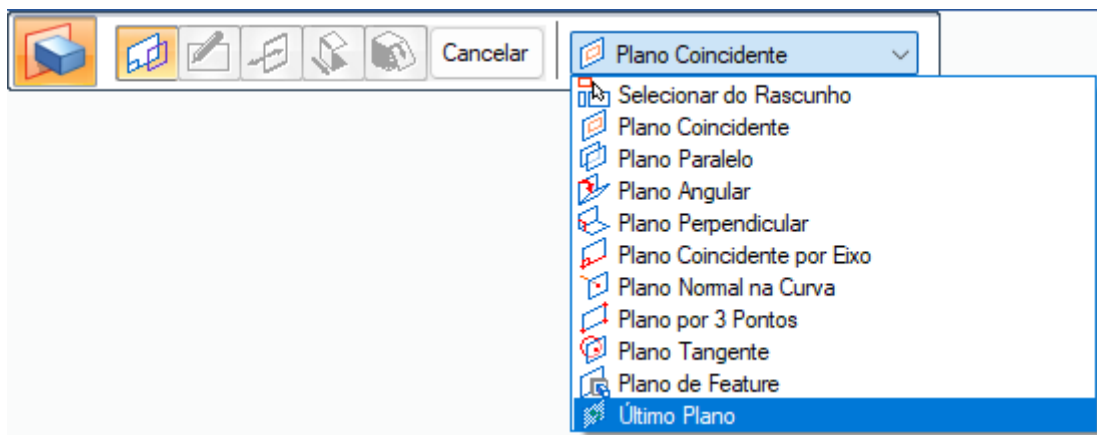 Cancelar
Plano Coincidente
Selecionar do Rascunho
Plano Coincidente
Plano Paralelo
Plano Angular
Plano Perpendicular
Plano Coincidente por Eixo
Plano Normal na Curva
Plano por 3 Pontos
Plano Tangente
Plano de Feature
Último Plano